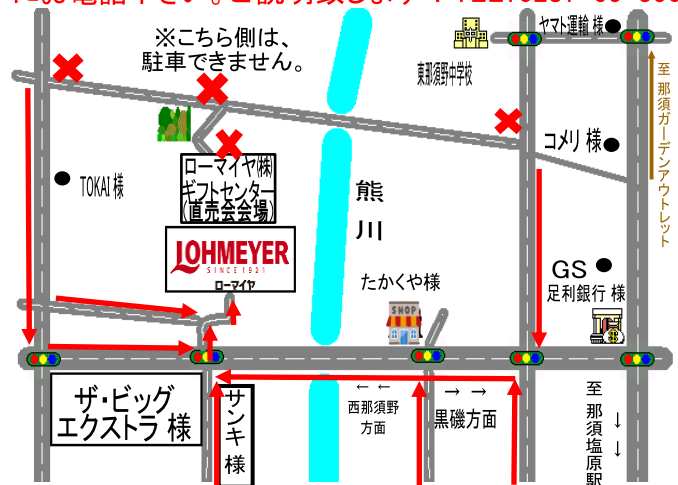 ※こちら側は、
駐車できません。
東那須野中学校
ヤマト運輸 様
至 那須ガーデンアウトレット
コメリ 様
TOKAI 様
ローマイヤ㈱
ギフトセンター
(直売会会場)
LOHMEYER
SINCE 1921
ローマイヤ
熊川
たかくや様
SHOP
GS
足利銀行 様
ザ・ビッグ
エクストラ 様
サンキ 様
← ←
西那須野
方面
→ →
黒磯方面
至 那須塩原駅
↓
↓